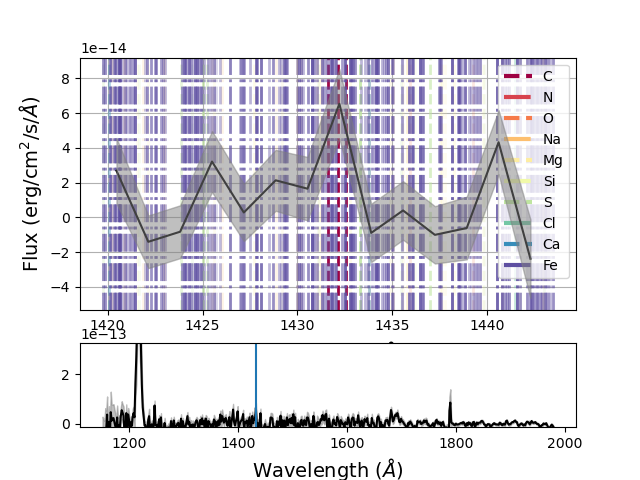 1e−14
8
6
4
2
0
−2
−4
Flux (erg/cm²/s/Å)
C
N
O
Na
Mg
Si
S
Cl
Ca
Fe
1420
1425
1430
1435
1440
1e−13
2
0
1200
1400
1600
1800
2000
Wavelength (Å)